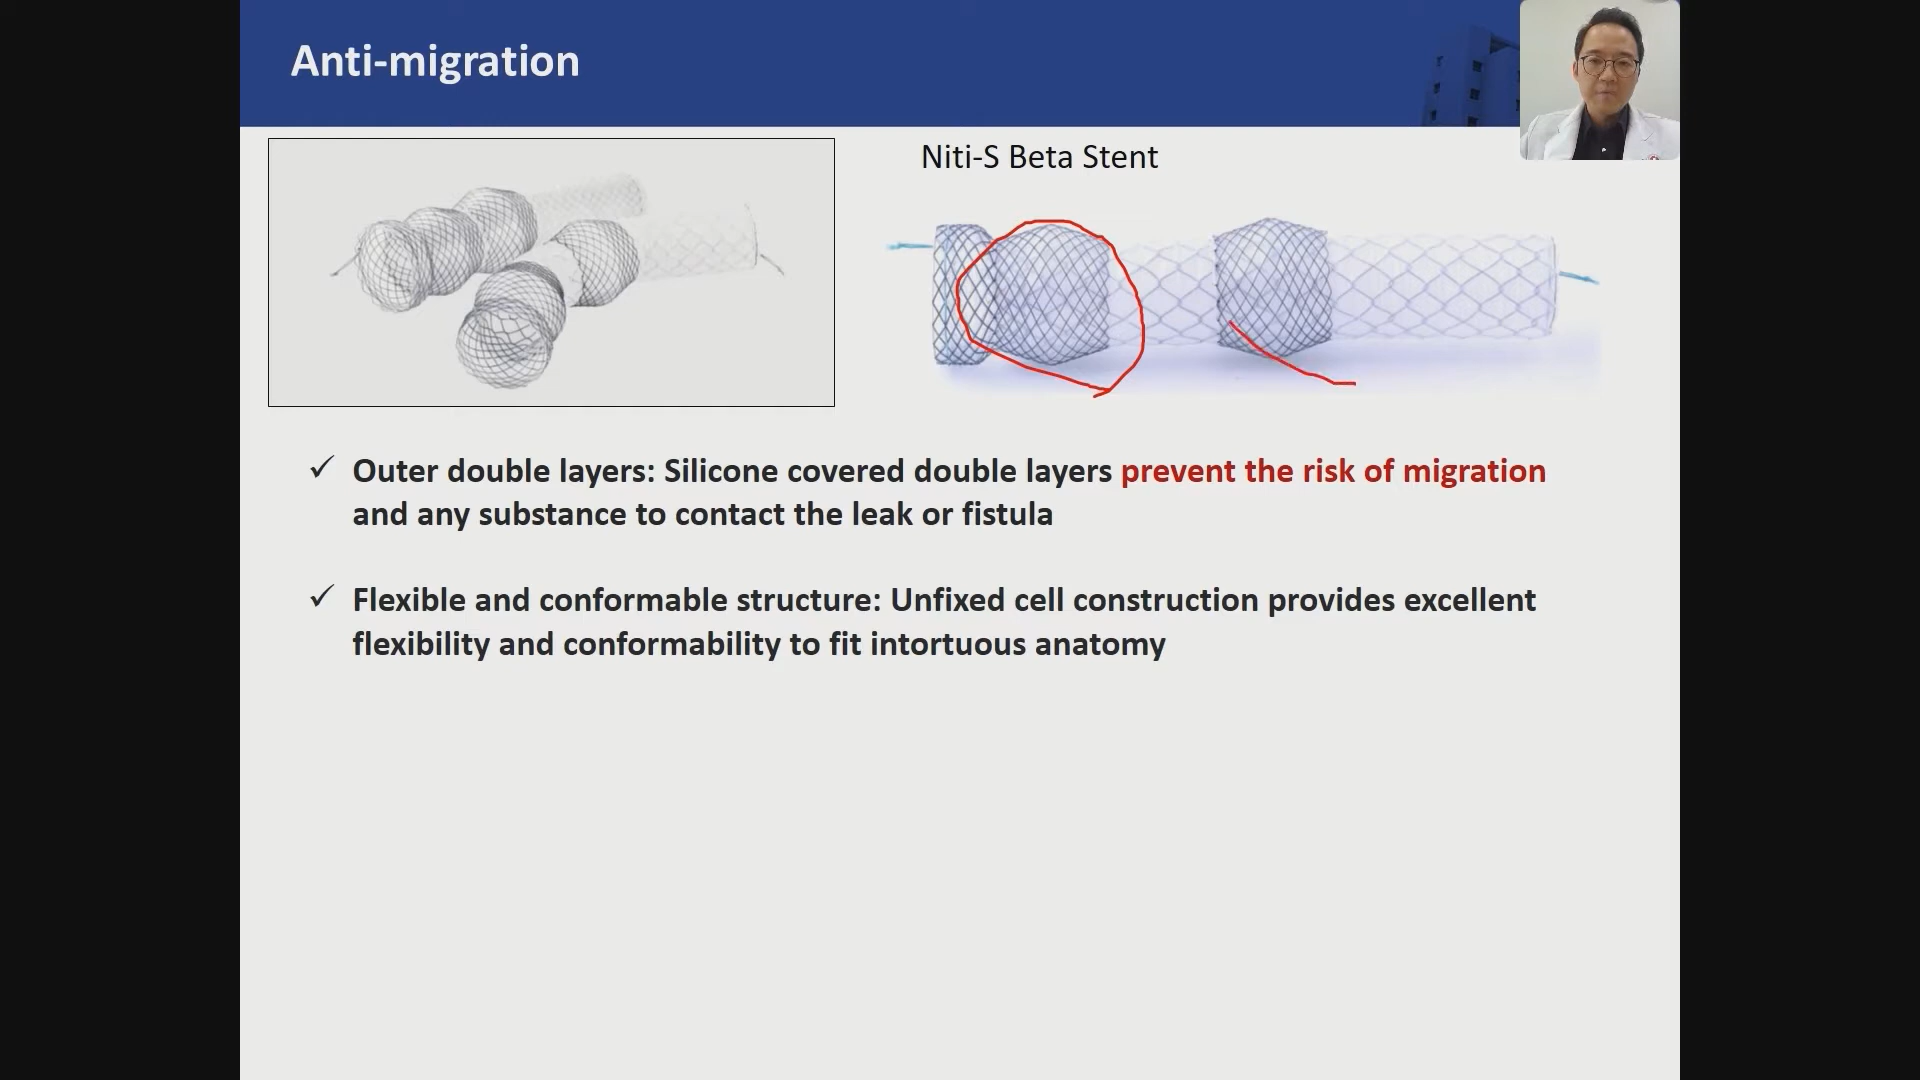 Anti-migration
Niti-S Beta Stent
✓ Outer double layers: Silicone covered double layers prevent the risk of migration
and any substance to contact the leak or fistula
✓ Flexible and conformable structure: Unfixed cell construction provides excellent
flexibility and conformability to fit intortuous anatomy